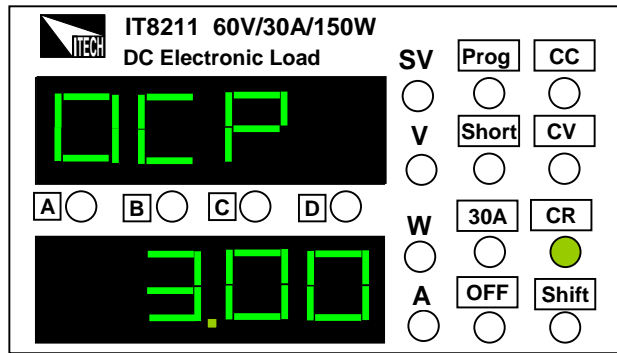 ITECH
IT8211 60V/30A/150W
DC Electronic Load
OCP
A B C D
3.00
SV Prog CC
V Short CV
W 30A CR
A OFF Shift